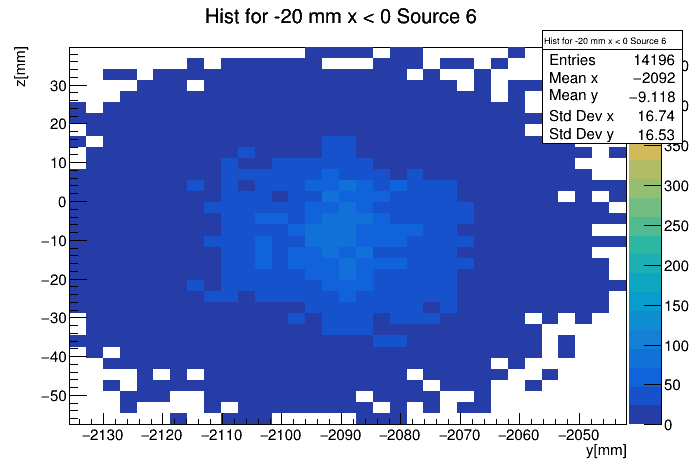 Hist for -20 mm x < 0 Source 6
z[mm]
Hist for -20 mm x < 0 Source 6
Entries 14196
Mean x −2092
Mean y −9.118
Std Dev x 16.74
Std Dev y 16.53
30
20
10
0
−10
−20
−30
−40
−50
−2130 −2120 −2110 −2100 −2090 −2080 −2070 −2060 −2050
y[mm]
0
0
350
300
250
200
150
100
50
0